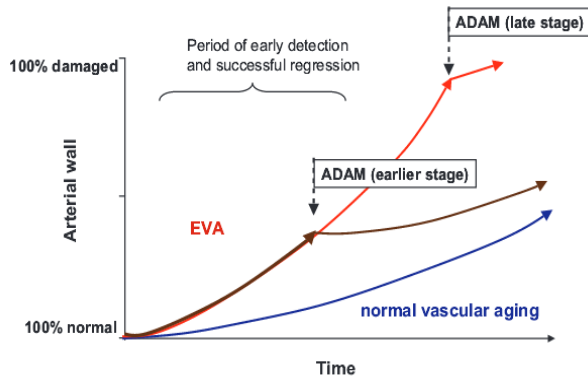 ADAM (late stage)
Period of early detection
and successful regression
100% damaged
ADAM (earlier stage)
Arterial wall
EVA
normal vascular aging
100% normal
Time